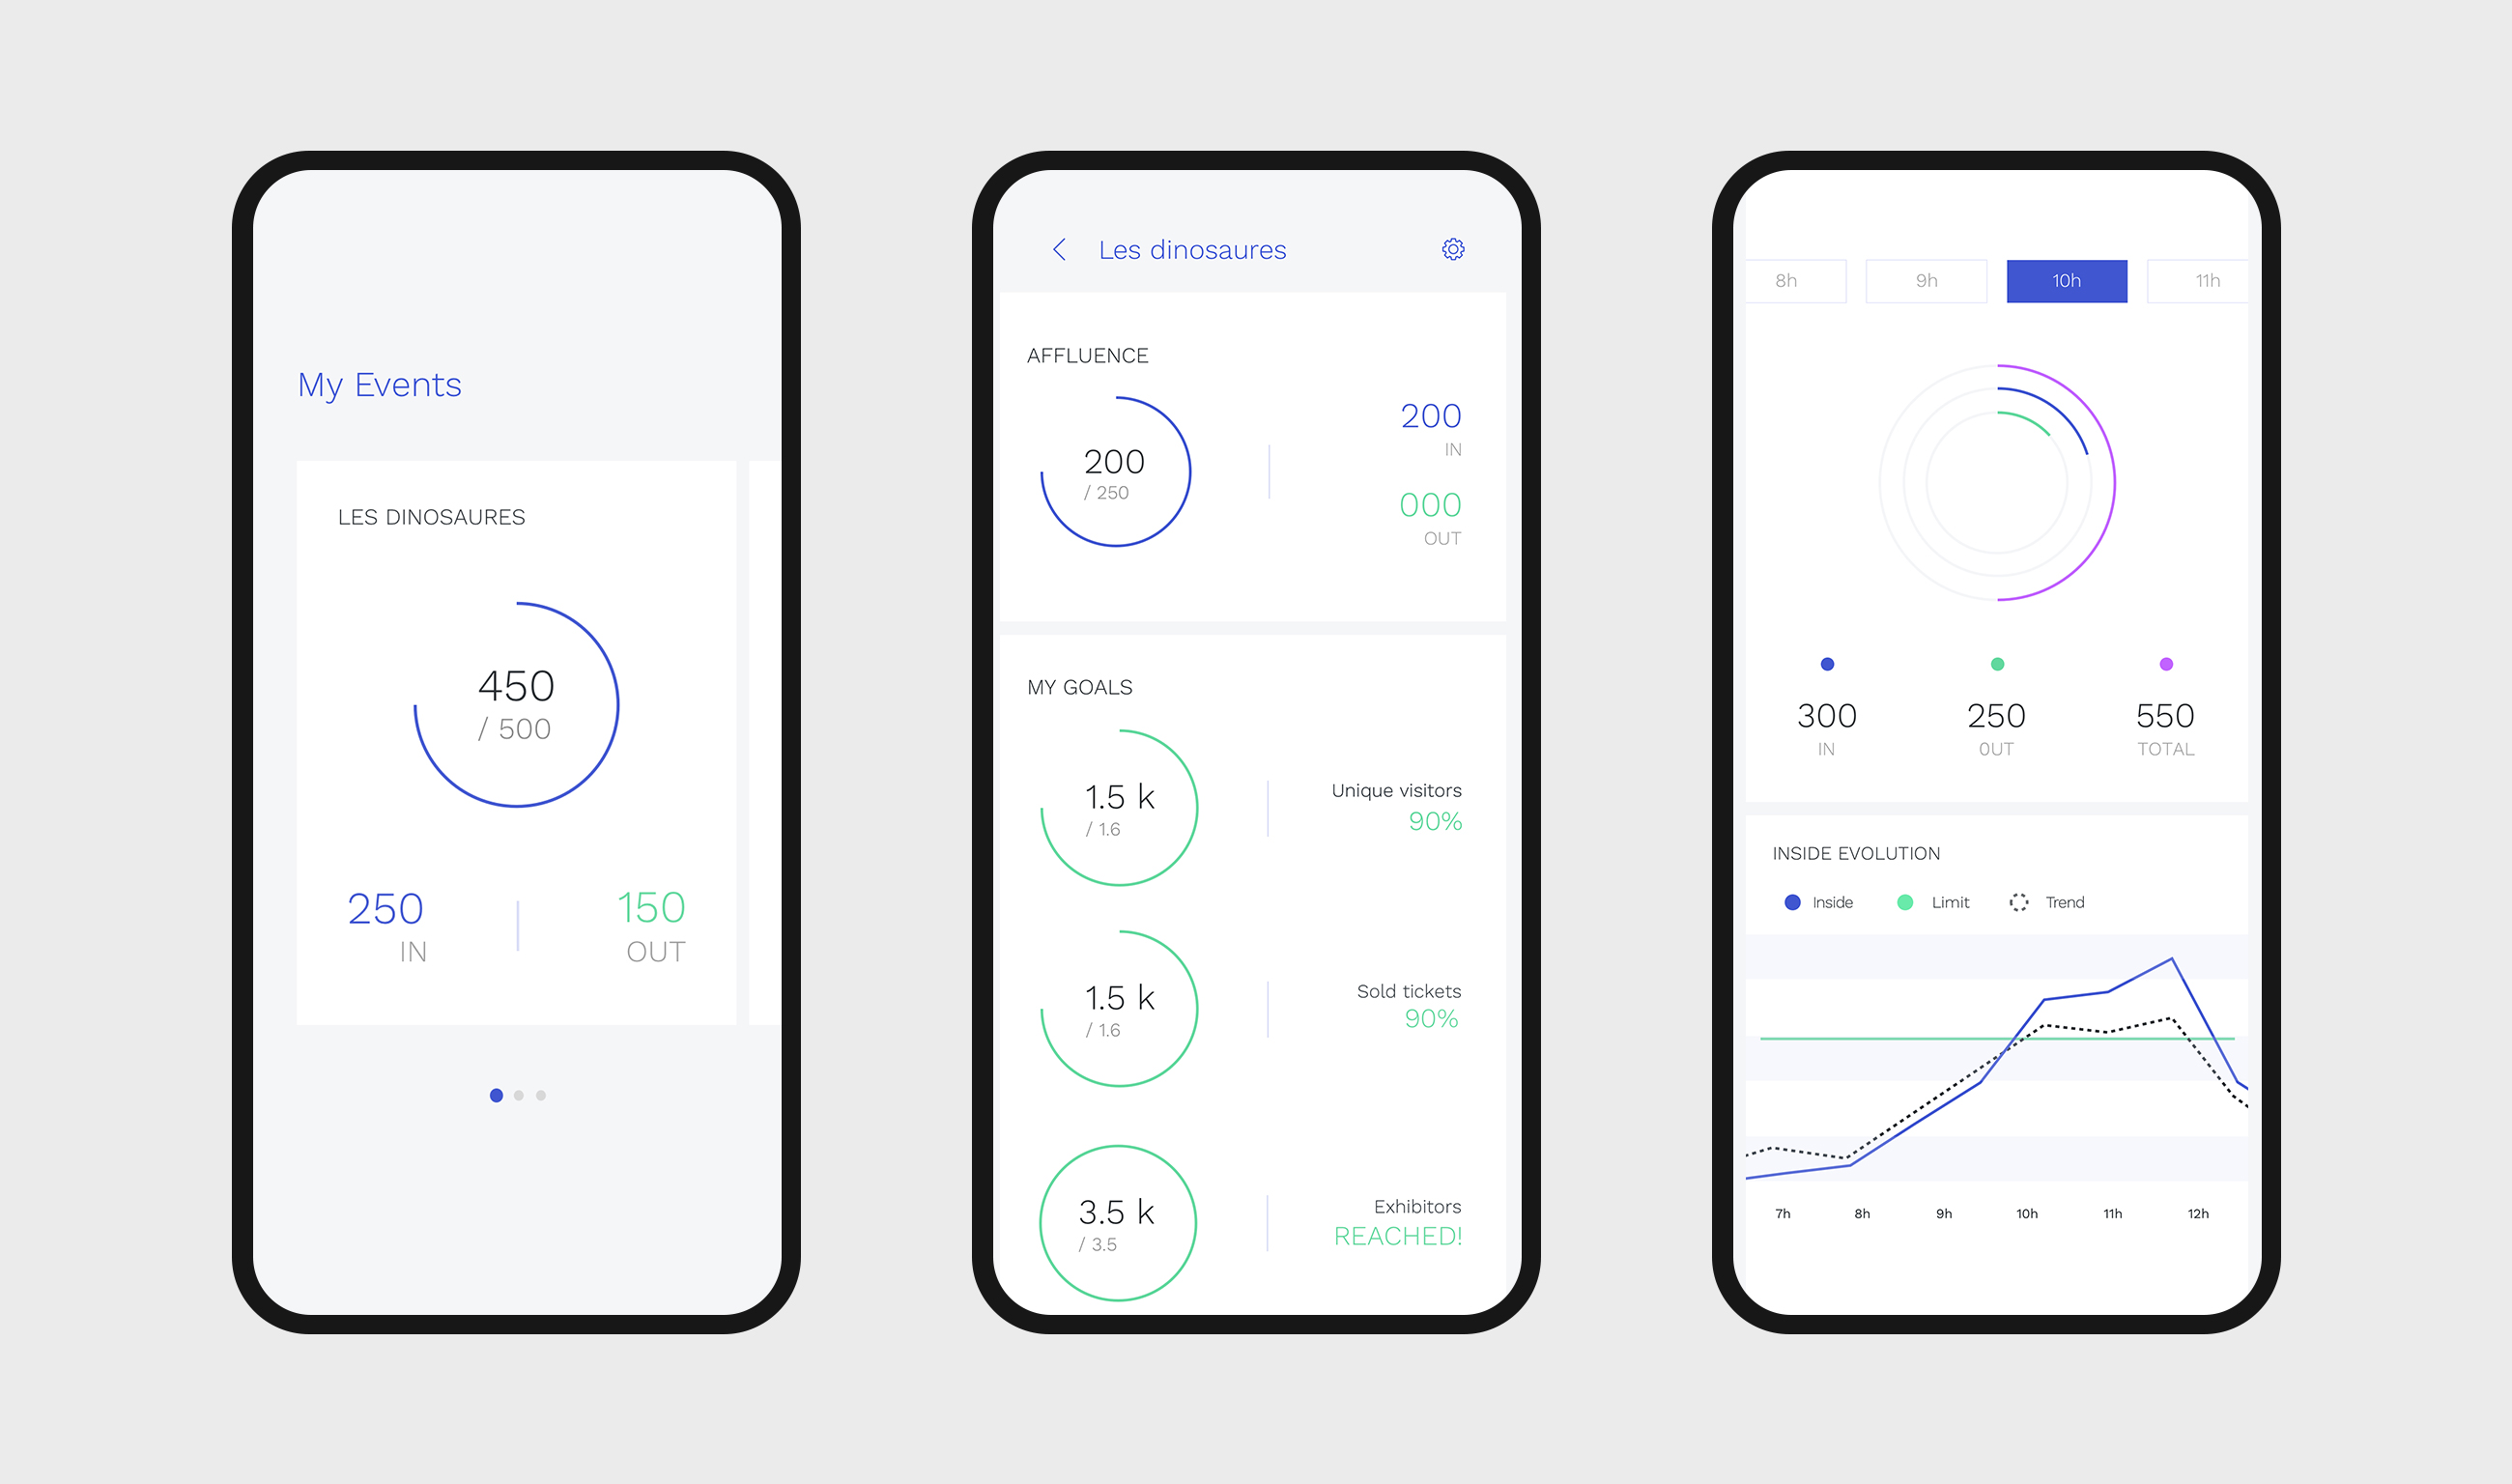 My Events
LES DINOSAURES
450
/ 500
250
IN
150
OUT
Les dinosaures
AFFLUENCE
200
/ 250
200
IN
000
OUT
MY GOALS
1.5 k
/ 1.6
Unique visitors
90%
1.5 k
/ 1.6
Sold tickets
90%
3.5 k
/ 3.5
Exhibitors
REACHED!
8h 9h 10h 11h
300 250 550
IN 0UT TOTAL
INSIDE EVOLUTION
Inside Limit Trend
7h 8h 9h 10h 11h 12h